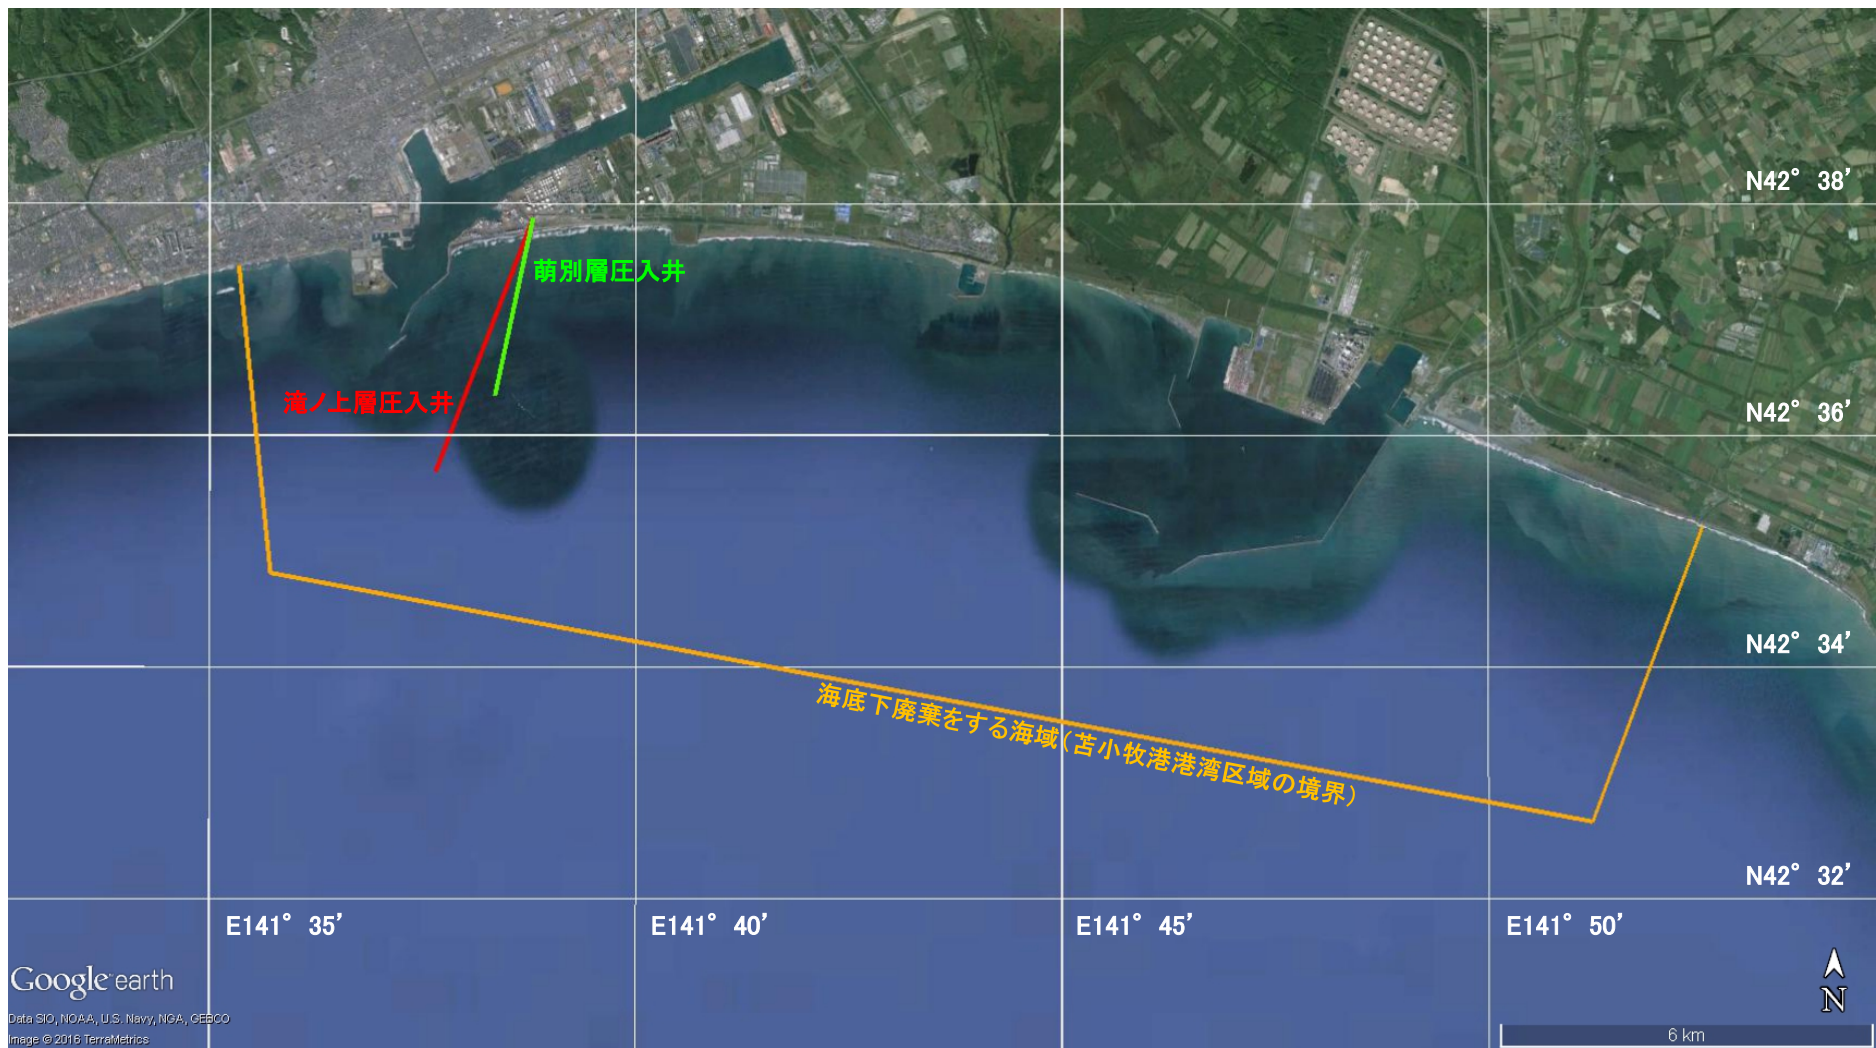 N42° 38′
萌別層圧入井
滝ノ上層圧入井
N42° 36′
N42° 34′
海底下廃棄をする海域(苫小牧港港湾区域の境界)
N42° 32′
E141° 35′
E141° 40′
E141° 45′
E141° 50′
Google earth
N
Data SIO, NOAA, U.S. Navy, NGA, GEBCO
Image © 2016 TerraMetrics
6 km